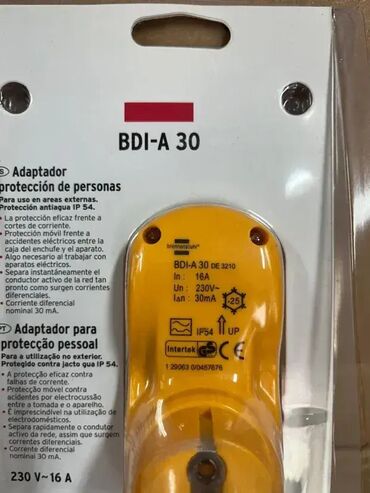 BDI-A 30
Adaptador
protección de personas
Para uso en areas externas.
Protección antiagua IP 54.
• La protección eficaz frente a
cortes de corriente.
• Protección móvil frente a
accidentes eléctricos entre la
caja del enchufe y el aparato.
• Algo necesario al trabajar con
aparatos eléctricos.
• Separa instantáneamente el
conductor activo de la red tan
pronto como surgen corrientes
diferenciales.
• Corriente diferencial
nominal 30 mA.
PT Adaptador para
protecção pessoal
Para a utilização no exterior.
Protegido contra jacto gua IP 54.
• A protecção eficaz contra
falhas de corrente.
• Protecção móvel contra
accidentes por electrocussão
entre a tomada e o aparelho.
• É imprescindível na utilização de
electrodomésticos.
• Separa rapidamente o condutor
activo da rede, assim que surgem
correntes diferenciais.
• Corrente diferencial
nominal 30 mA.
230 V~16 A
brennenstuhl
BDI-A 30 DE 3210
In : 16A
Un : 230V~
I∆n : 30mA
-25
IP54 UP
Intertek GS
1 29063 0/0457676